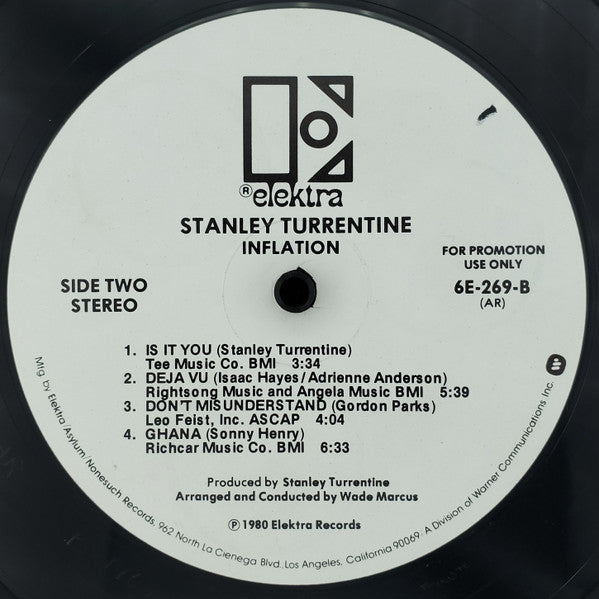 ® elektra
STANLEY TURRENTINE
INFLATION
SIDE TWO
STEREO
FOR PROMOTION
USE ONLY
6E-269-B
(AR)
1. IS IT YOU (Stanley Turrentine)
Tee Music Co. BMI 3:34
2. DEJA VU (Isaac Hayes/Adrienne Anderson)
Rightsong Music and Angela Music BMI 5:39
3. DON'T MISUNDERSTAND (Gordon Parks)
Leo Feist, Inc. ASCAP 4:04
4. GHANA (Sonny Henry)
Richcar Music Co. BMI 6:33
Produced by Stanley Turrentine
Arranged and Conducted by Wade Marcus
℗ 1980 Elektra Records
Mfg. by Elektra/Asylum/Nonesuch Records, 962 North La Cienega Blvd., Los Angeles, California 90069. A Division of Warner Communications Inc.